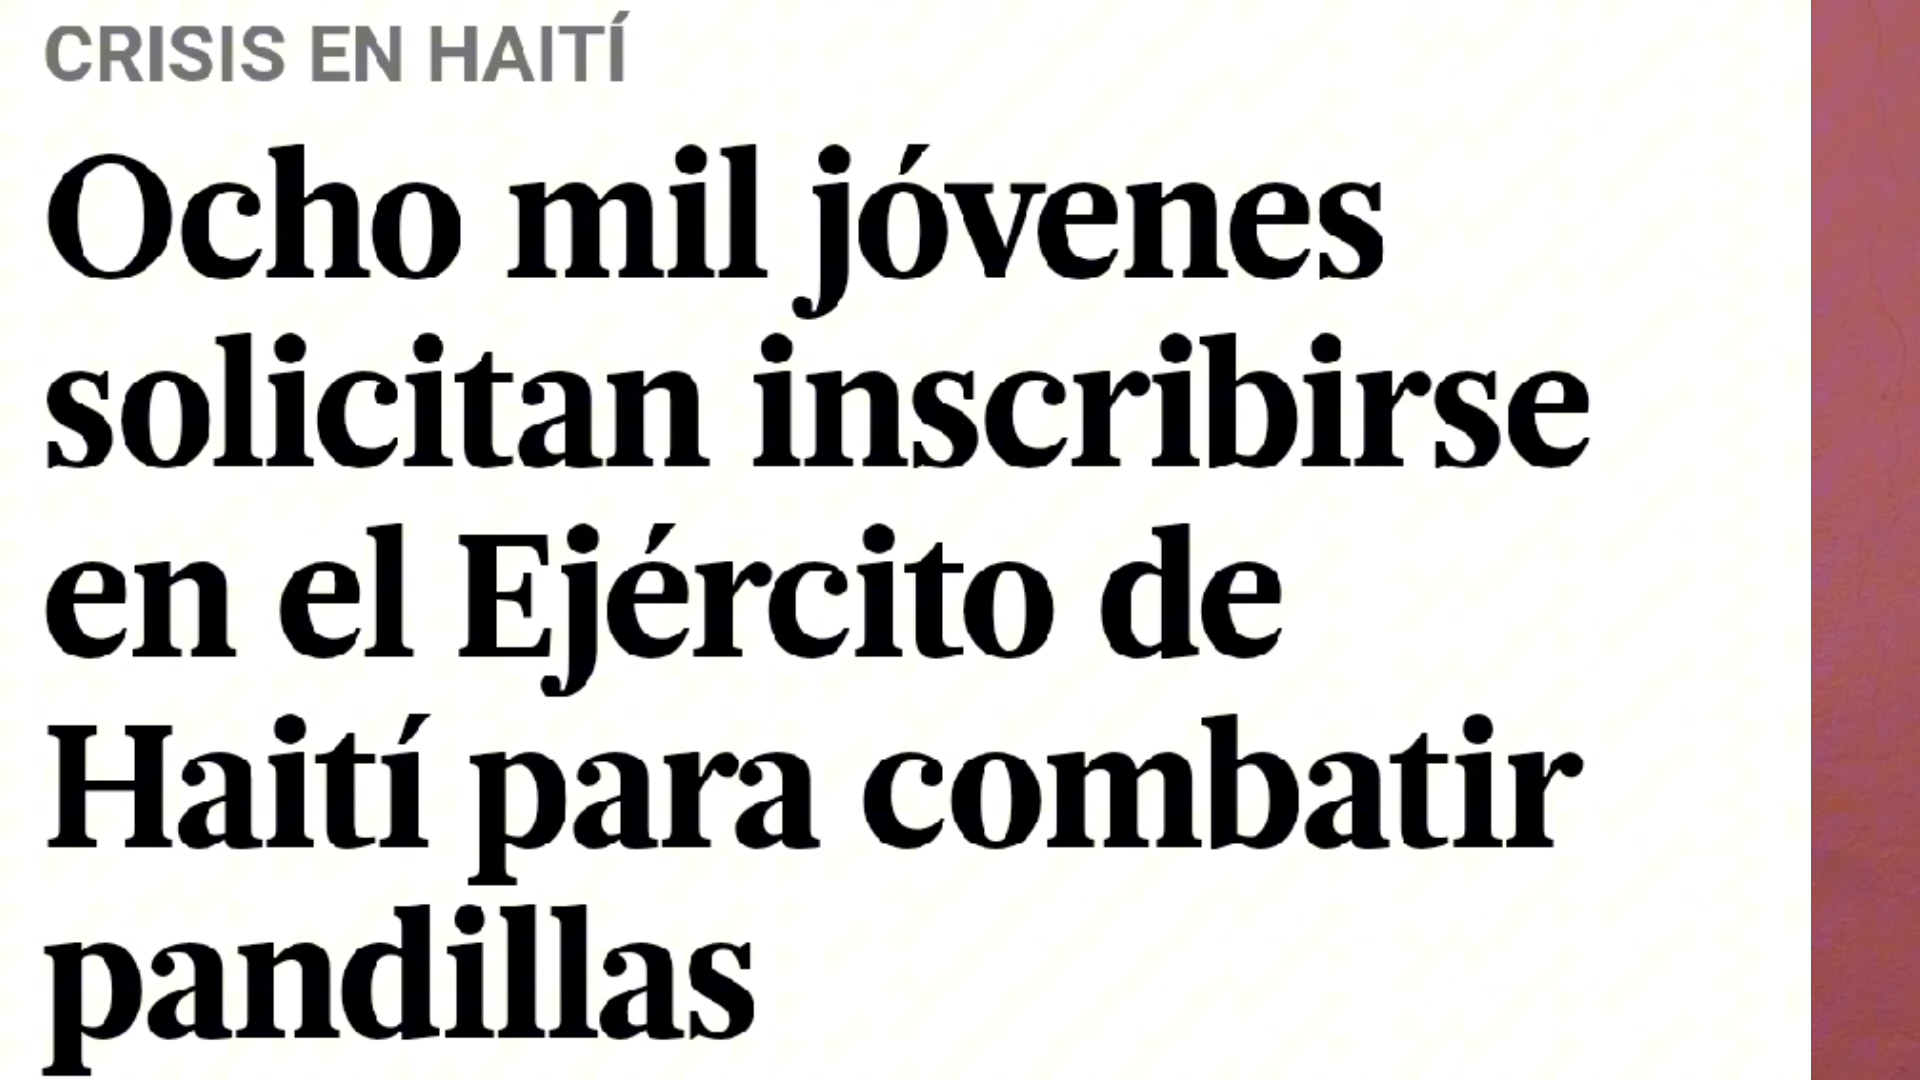 CRISIS EN HAITÍ
Ocho mil jóvenes
solicitan inscribirse
en el Ejército de
Haití para combatir
pandillas